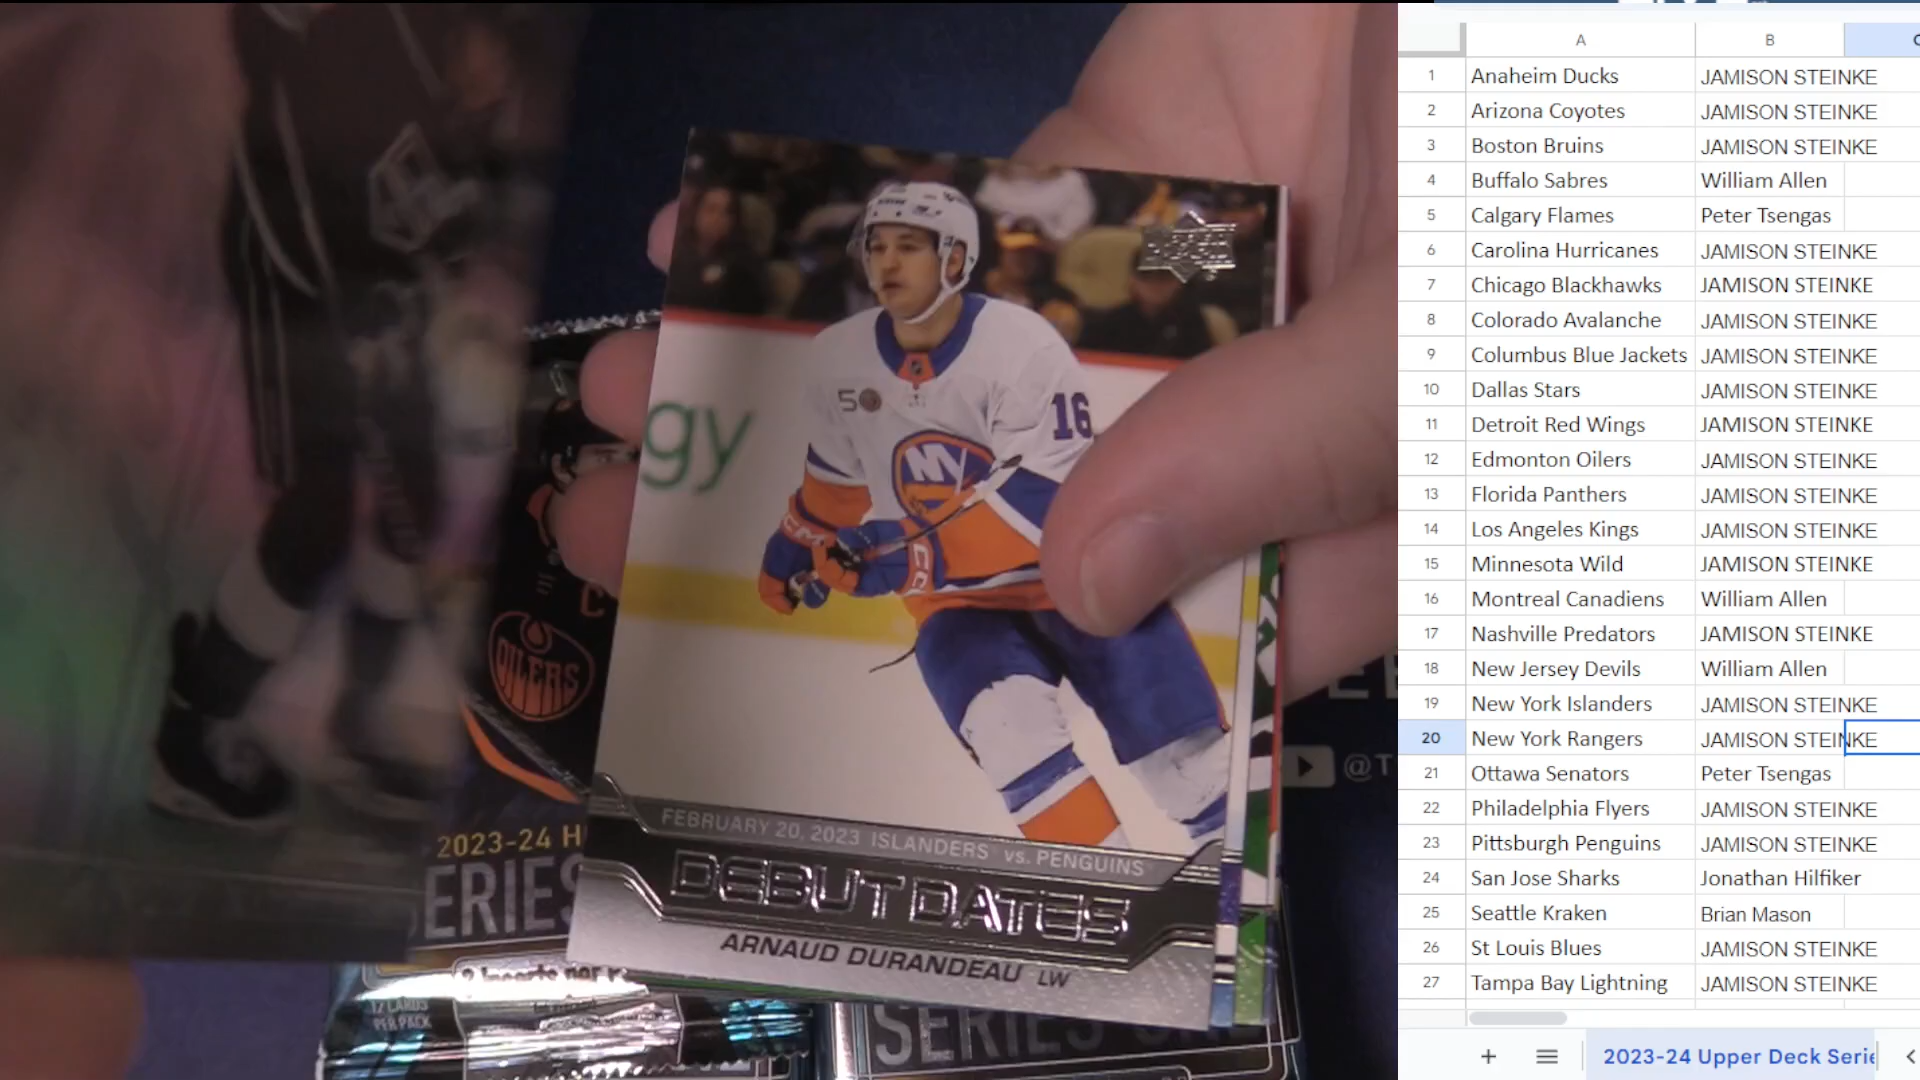 gy
50
16
CCM
C
OILERS
2023-24 H
ERIES
FEBRUARY 20, 2023 ISLANDERS vs. PENGUINS
DEBUT DATES
ARNAUD DURANDEAU LW
12 CARDS
PER PACK
SERIES
@T
A B
1 Anaheim Ducks JAMISON STEINKE
2 Arizona Coyotes JAMISON STEINKE
3 Boston Bruins JAMISON STEINKE
4 Buffalo Sabres William Allen
5 Calgary Flames Peter Tsengas
6 Carolina Hurricanes JAMISON STEINKE
7 Chicago Blackhawks JAMISON STEINKE
8 Colorado Avalanche JAMISON STEINKE
9 Columbus Blue Jackets JAMISON STEINKE
10 Dallas Stars JAMISON STEINKE
11 Detroit Red Wings JAMISON STEINKE
12 Edmonton Oilers JAMISON STEINKE
13 Florida Panthers JAMISON STEINKE
14 Los Angeles Kings JAMISON STEINKE
15 Minnesota Wild JAMISON STEINKE
16 Montreal Canadiens William Allen
17 Nashville Predators JAMISON STEINKE
18 New Jersey Devils William Allen
19 New York Islanders JAMISON STEINKE
20 New York Rangers JAMISON STEINKE
21 Ottawa Senators Peter Tsengas
22 Philadelphia Flyers JAMISON STEINKE
23 Pittsburgh Penguins JAMISON STEINKE
24 San Jose Sharks Jonathan Hilfiker
25 Seattle Kraken Brian Mason
26 St Louis Blues JAMISON STEINKE
27 Tampa Bay Lightning JAMISON STEINKE
2023-24 Upper Deck Serie